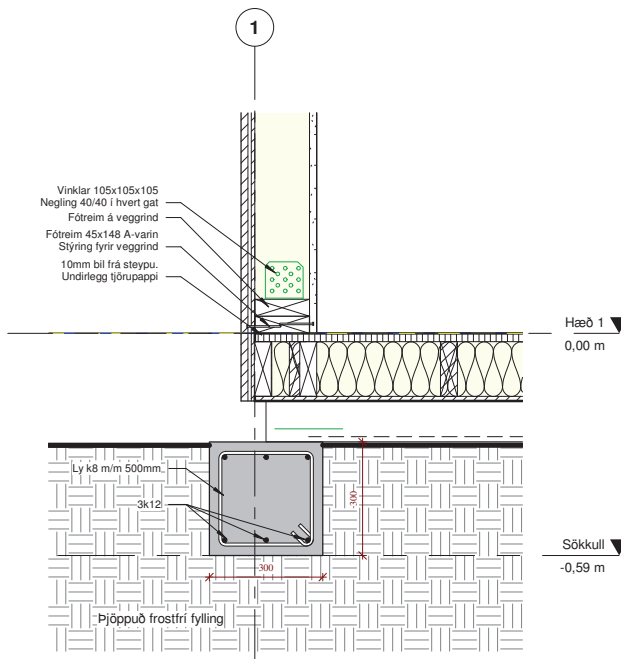 1
Vinklar 105x105x105
Negling 40/40 í hvert gat
Fótreim á veggrind
Fótreim 45x148 A-varin
Stýring fyrir veggrind
10mm bil frá steypu.
Undirlegg tjörupappi
Hæð 1
0,00 m
Ly k8 m/m 500mm
3k12
300
300
Sökkull
-0,59 m
Þjöppuð frostfrí fylling